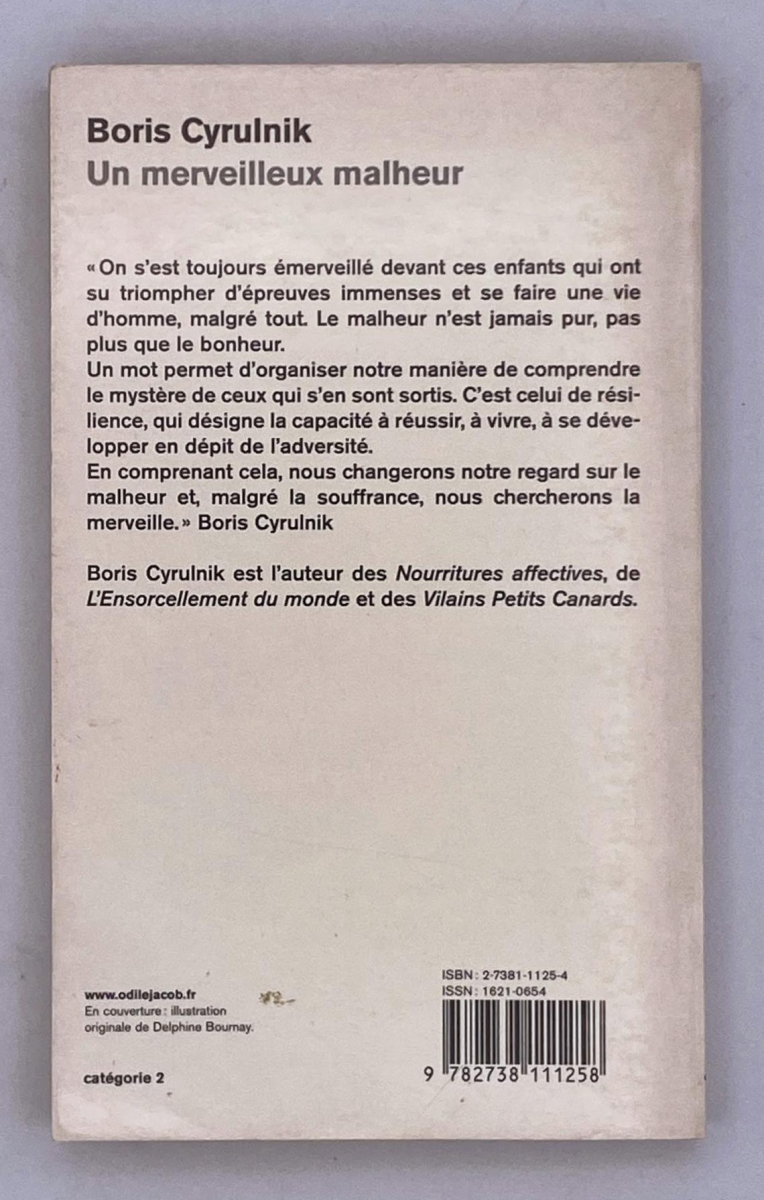 Boris Cyrulnik
Un merveilleux malheur
« On s'est toujours émerveillé devant ces enfants qui ont
su triompher d'épreuves immenses et se faire une vie
d'homme, malgré tout. Le malheur n'est jamais pur, pas
plus que le bonheur.
Un mot permet d'organiser notre manière de comprendre
le mystère de ceux qui s'en sont sortis. C'est celui de rési-
lience, qui désigne la capacité à réussir, à vivre, à se déve-
lopper en dépit de l'adversité.
En comprenant cela, nous changerons notre regard sur le
malheur et, malgré la souffrance, nous chercherons la
merveille. » Boris Cyrulnik
Boris Cyrulnik est l'auteur des Nourritures affectives, de
L'Ensorcellement du monde et des Vilains Petits Canards.
www.odilejacob.fr
En couverture : illustration
originale de Delphine Bournay.
catégorie 2
ISBN : 2-7381-1125-4
ISSN : 1621-0654
9 782738 111258